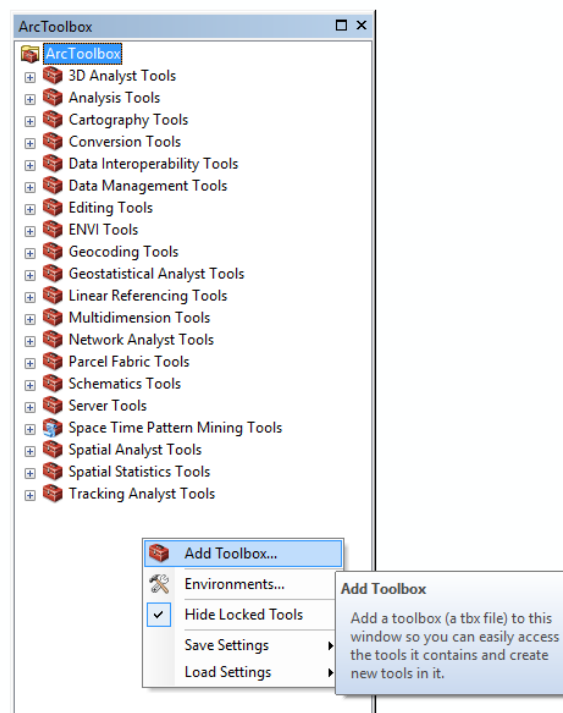 ArcToolbox
ArcToolbox
3D Analyst Tools
Analysis Tools
Cartography Tools
Conversion Tools
Data Interoperability Tools
Data Management Tools
Editing Tools
ENVI Tools
Geocoding Tools
Geostatistical Analyst Tools
Linear Referencing Tools
Multidimension Tools
Network Analyst Tools
Parcel Fabric Tools
Schematics Tools
Server Tools
Space Time Pattern Mining Tools
Spatial Analyst Tools
Spatial Statistics Tools
Tracking Analyst Tools
Add Toolbox...
Environments...
Hide Locked Tools
Save Settings
Load Settings
Add Toolbox
Add a toolbox (a tbx file) to this
window so you can easily access
the tools it contains and create
new tools in it.